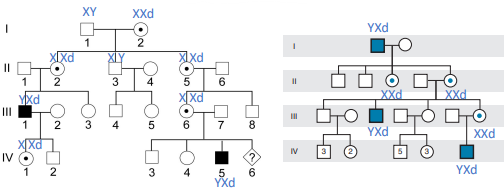 XY XXd
I
1 2
XXd XY XXd
II
1 2 3 4 5 6
YXd
III
1 2 3 4 5 6 7 8
XXd
IV
1 2 3 4 5 ? 6
YXd
YXd
I
II
XXd XXd
III
YXd XXd
IV 3 2 5 3
YXd